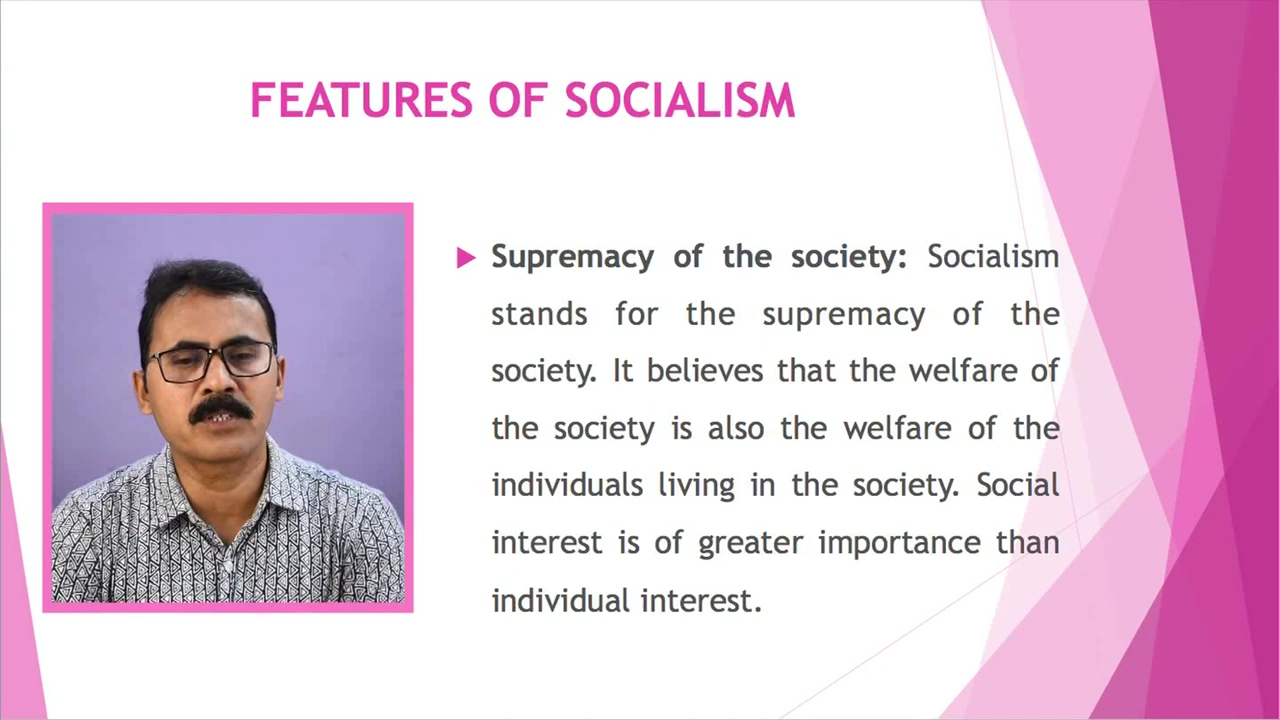 FEATURES OF SOCIALISM
Supremacy of the society: Socialism
stands for the supremacy of the
society. It believes that the welfare of
the society is also the welfare of the
individuals living in the society. Social
interest is of greater importance than
individual interest.